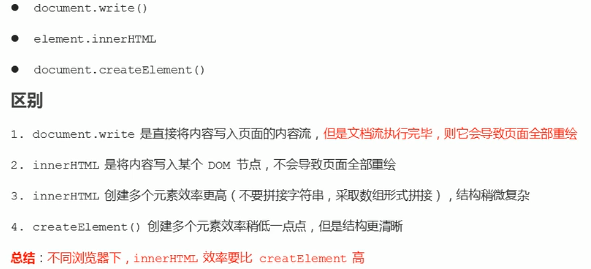 ● document.write()
● element.innerHTML
● document.createElement()
区别
1. document.write 是直接将内容写入页面的内容流，但是文档流执行完毕，则它会导致页面全部重绘
2. innerHTML 是将内容写入某个 DOM 节点，不会导致页面全部重绘
3. innerHTML 创建多个元素效率更高（不要拼接字符串，采取数组形式拼接），结构稍微复杂
4. createElement() 创建多个元素效率稍低一点点，但是结构更清晰
总结：不同浏览器下，innerHTML 效率要比 creatElement 高